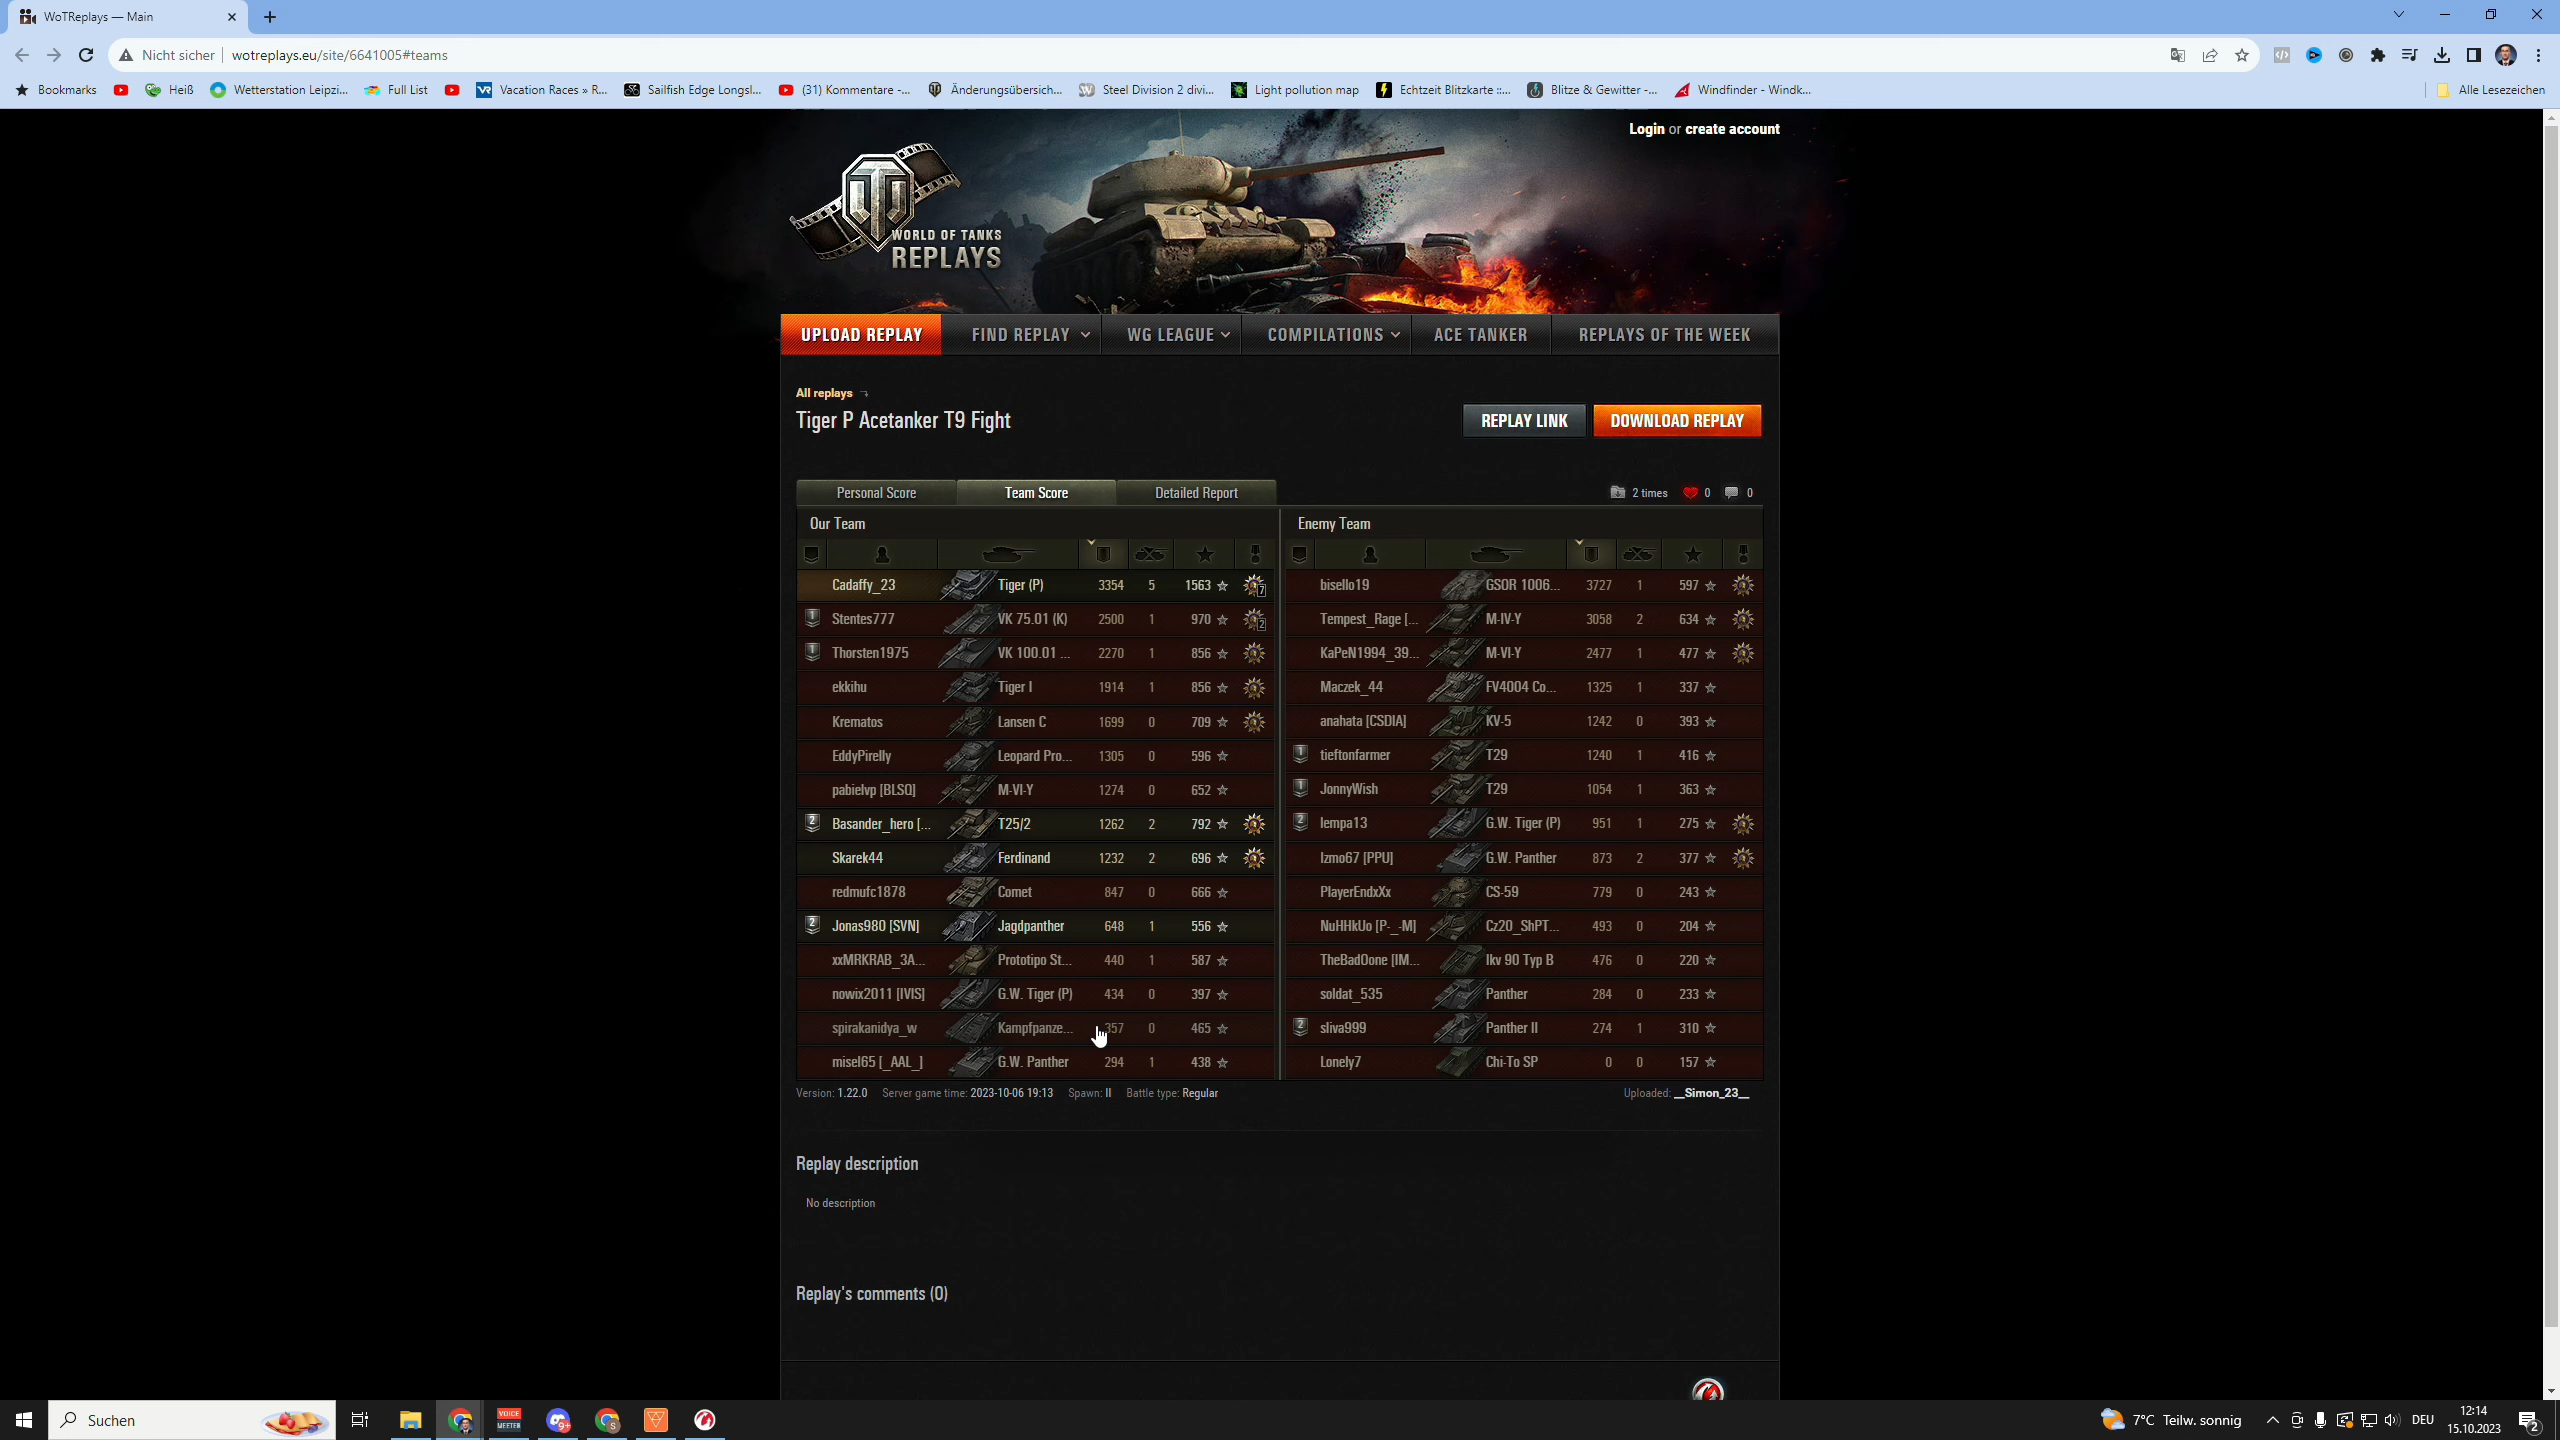 WoTReplays — Main
Nicht sicher wotreplays.eu/site/6641005#teams
Bookmarks Heiß Wetterstation Leipzi... Full List Vacation Races » R... Sailfish Edge Longsl... (31) Kommentare -... Änderungsübersich... Steel Division 2 divi... Light pollution map Echtzeit Blitzkarte ::... Blitze & Gewitter -... Windfinder - Windk... Alle Lesezeichen
Login or create account
WORLD OF TANKS
REPLAYS
UPLOAD REPLAY FIND REPLAY WG LEAGUE COMPILATIONS ACE TANKER REPLAYS OF THE WEEK
All replays
Tiger P Acetanker T9 Fight REPLAY LINK DOWNLOAD REPLAY
Personal Score Team Score Detailed Report 2 times 0 0
Our Team Enemy Team
Cadaffy_23 Tiger (P) 3354 5 1563 7 bisello19 GSOR 1006... 3727 1 597
1 Stentes777 VK 75.01 (K) 2500 1 970 2 Tempest_Rage [... M-IV-Y 3058 2 634
1 Thorsten1975 VK 100.01 ... 2270 1 856 KaPeN1994_39... M-VI-Y 2477 1 477
ekkihu Tiger I 1914 1 856 Maczek_44 FV4004 Co... 1325 1 337
Krematos Lansen C 1699 0 709 anahata [CSDIA] KV-5 1242 0 393
EddyPirelly Leopard Pro... 1305 0 596 1 tieftonfarmer T29 1240 1 416
pabielvp [BLSQ] M-VI-Y 1274 0 652 1 JonnyWish T29 1054 1 363
2 Basander_hero [... T25/2 1262 2 792 2 lempa13 G.W. Tiger (P) 951 1 275
Skarek44 Ferdinand 1232 2 696 Izmo67 [PPU] G.W. Panther 873 2 377
redmufc1878 Comet 847 0 666 PlayerEndxXx CS-59 779 0 243
2 Jonas980 [SVN] Jagdpanther 648 1 556 NuHHkUo [P-_-M] Cz20_ShPT... 493 0 204
xxMRKRAB_3A... Prototipo St... 440 1 587 TheBadOone [IM... Ikv 90 Typ B 476 0 220
nowix2011 [IVIS] G.W. Tiger (P) 434 0 397 soldat_535 Panther 284 0 233
spirakanidya_w Kampfpanze... 357 0 465 2 sliva999 Panther II 274 1 310
misel65 [_AAL_] G.W. Panther 294 1 438 Lonely7 Chi-To SP 0 0 157
Version: 1.22.0 Server game time: 2023-10-06 19:13 Spawn: II Battle type: Regular Uploaded: __Simon_23__
Replay description
No description
Replay's comments (0)
Suchen VOICE MEETER 9+ S 7°C Teilw. sonnig DEU 12:14
15.10.2023 2